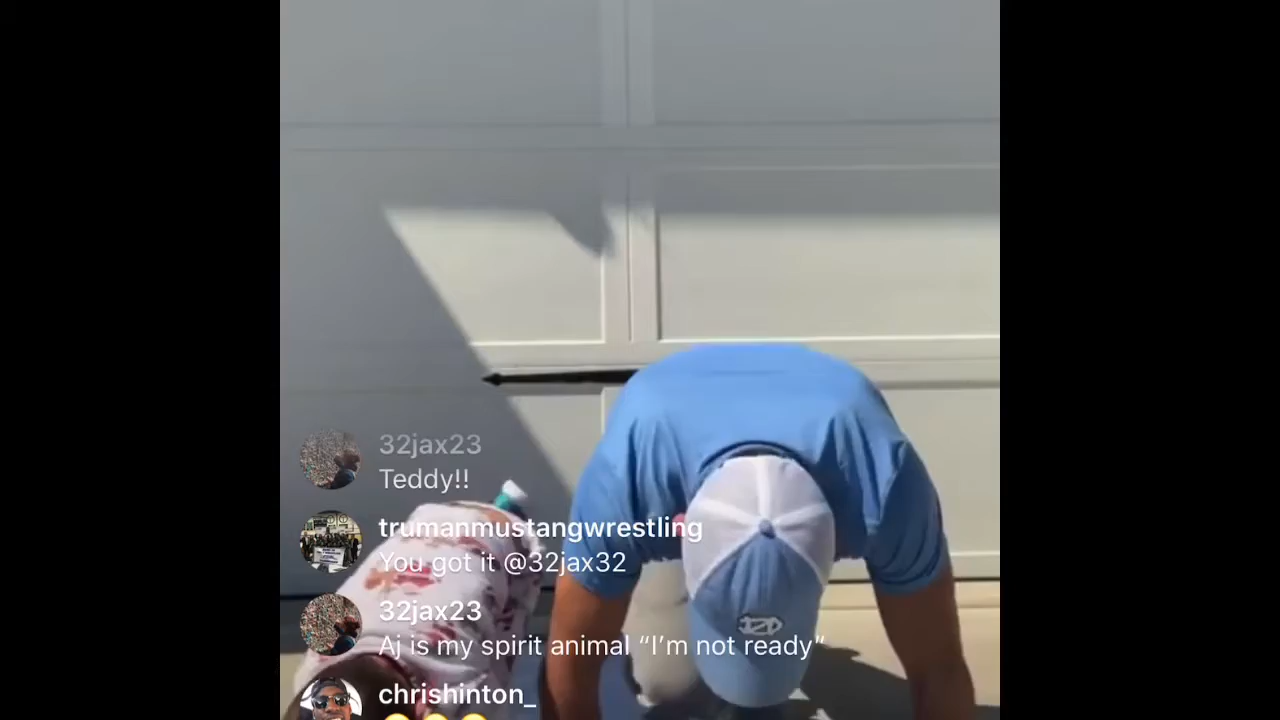 32jax23
Teddy!!
trumanmustangwrestling
You got it @32jax32
32jax23
Aj is my spirit animal “I’m not ready”
chrishinton_